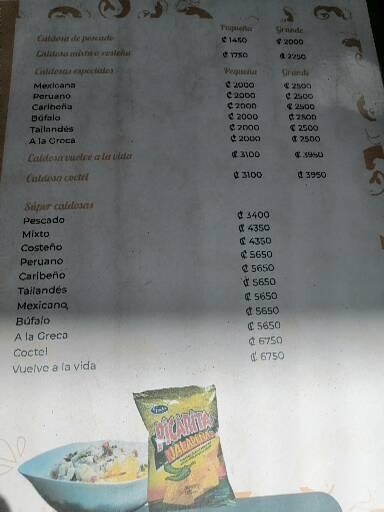 Pequeña Grande
Caldosa de pescado ₡ 1450 ₡ 2000
Caldosa mixto o costeña ₡ 1750 ₡ 2250
Caldosas especiales Pequeña Grande
Mexicana ₡ 2000 ₡ 2500
Peruano ₡ 2000 ₡ 2500
Caribeña ₡ 2000 ₡ 2500
Búfalo ₡ 2000 ₡ 2500
Tailandés ₡ 2000 ₡ 2500
A la Greca ₡ 2000 ₡ 2500
Caldosa vuelve a la vida ₡ 3100 ₡ 3950
Caldosa coctel ₡ 3100 ₡ 3950
Súper caldosas
Pescado ₡ 3400
Mixto ₡ 4350
Costeño ₡ 4350
Peruano ₡ 5650
Caribeño ₡ 5650
Tailandés ₡ 5650
Mexicano, ₡ 5650
Búfalo ₡ 5650
A la Greca ₡ 5650
Coctel ₡ 6750
Vuelve a la vida ₡ 6750
PICARITAS